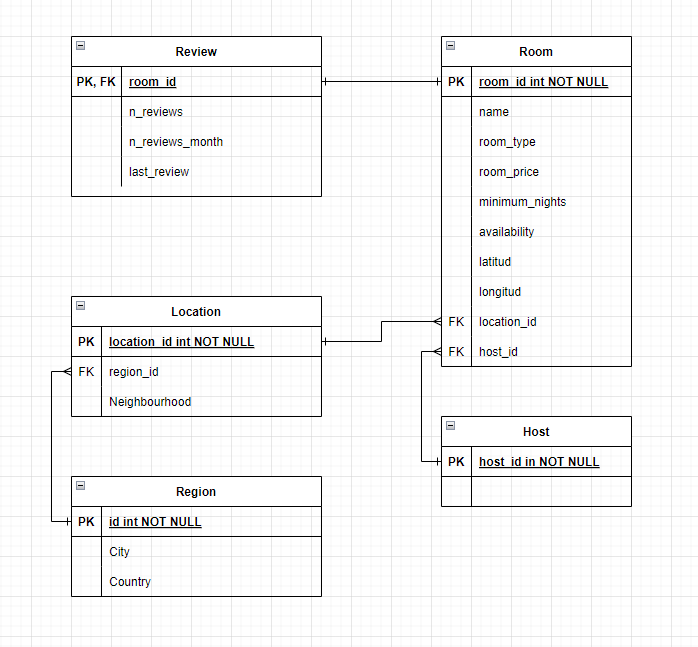 Review
PK, FK room_id
n_reviews
n_reviews_month
last_review
Room
PK room_id int NOT NULL
name
room_type
room_price
minimum_nights
availability
latitud
longitud
FK location_id
FK host_id
Location
PK location_id int NOT NULL
FK region_id
Neighbourhood
Host
PK host_id in NOT NULL
Region
PK id int NOT NULL
City
Country